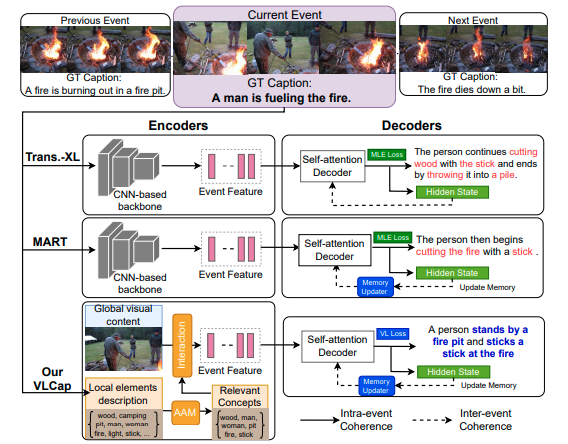 Previous Event
Current Event
Next Event
GT Caption:
A fire is burning out in a fire pit.
GT Caption:
A man is fueling the fire.
GT Caption:
The fire dies down a bit.
Encoders
Decoders
Trans.-XL
CNN-based
backbone
Event Feature
Self-attention
Decoder
MLE Loss
Hidden State
The person continues cutting
wood with the stick and ends
by throwing it into a pile.
MART
CNN-based
backbone
Event Feature
Self-attention
Decoder
MLE Loss
Hidden State
Memory
Updater
Update Memory
The person then begins
cutting the fire with a stick .
Our
VLCap
Global visual
content
Local elements
description
wood, camping
pit, man, woman
fire, light, stick, ...
AAM
Interaction
Relevant
Concepts
wood, man,
woman, pit
fire, stick
Event Feature
Self-attention
Decoder
VL Loss
Hidden State
Memory
Updater
Update Memory
A person stands by a
fire pit and sticks a
stick at the fire
Intra-event
Coherence
Inter-event
Coherence